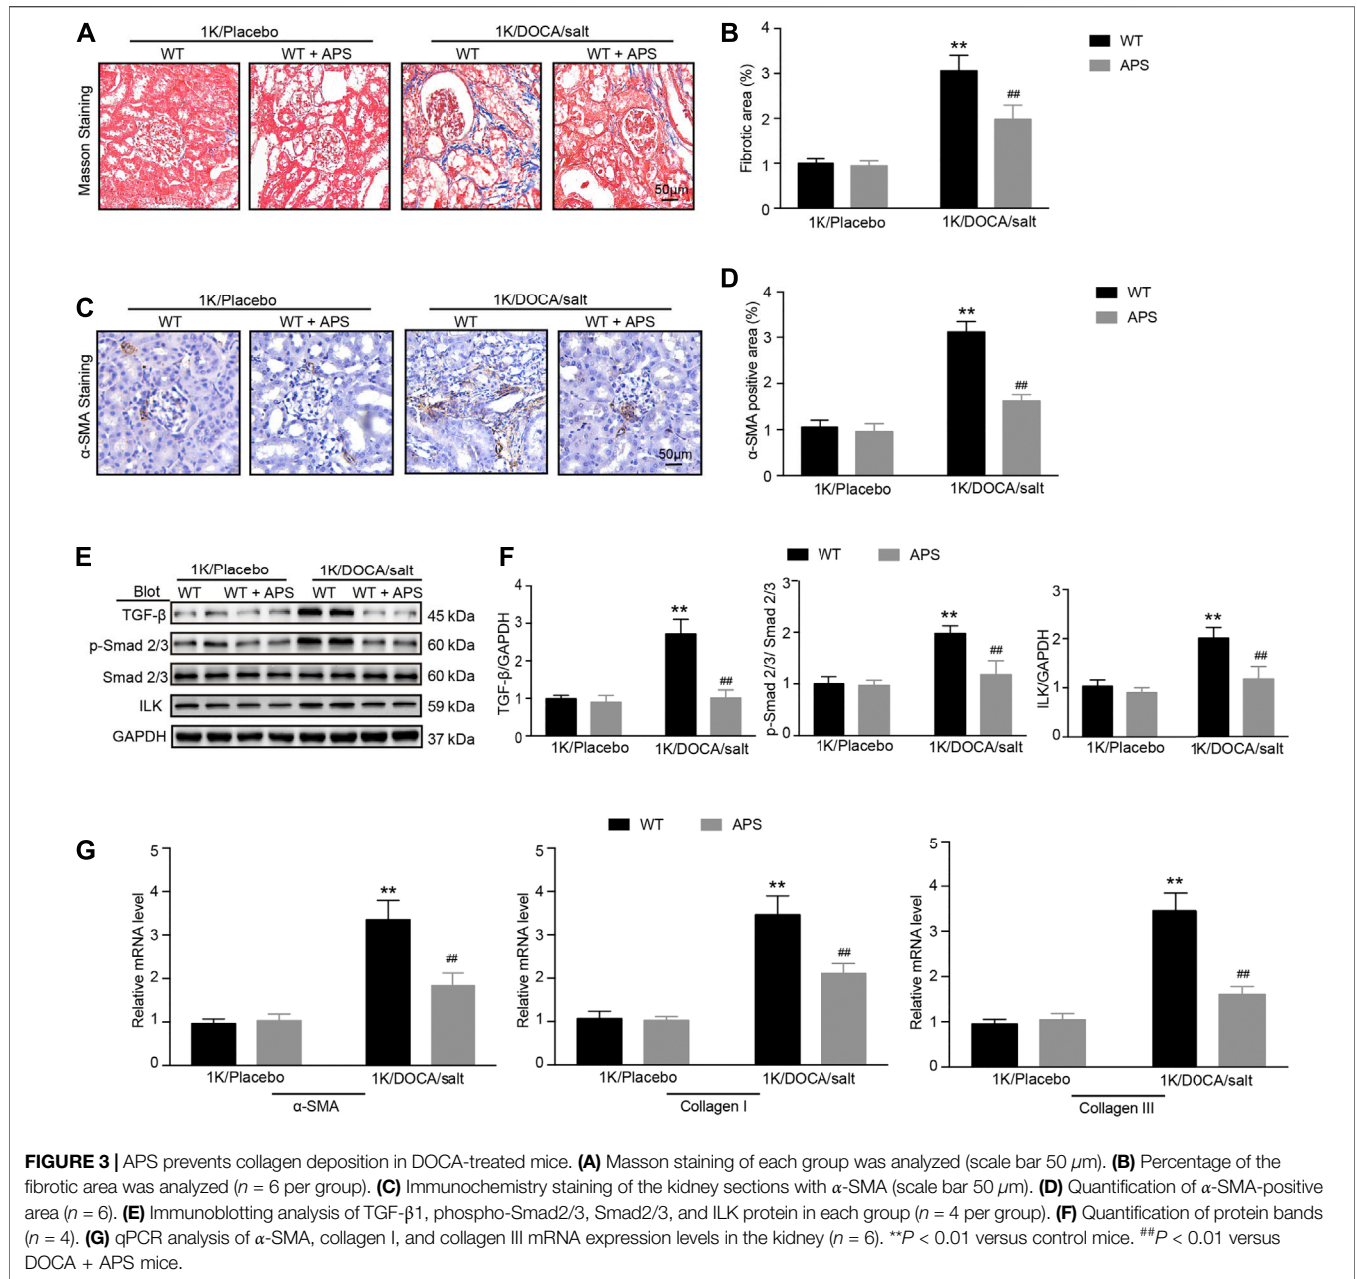 A
1K/Placebo
1K/DOCA/salt
WT
WT + APS
WT
WT + APS
Masson Staining
50μm
B
Fibrotic area (%)
4
3
2
1
0
**
##
1K/Placebo
1K/DOCA/salt
WT
APS
C
1K/Placebo
1K/DOCA/salt
WT
WT + APS
WT
WT + APS
α-SMA Staining
50μm
D
α-SMA positive area (%)
4
3
2
1
0
**
##
1K/Placebo
1K/DOCA/salt
WT
APS
E
1K/Placebo
1K/DOCA/salt
Blot
WT
WT + APS
WT
WT + APS
TGF-β
45 kDa
p-Smad 2/3
60 kDa
Smad 2/3
60 kDa
ILK
59 kDa
GAPDH
37 kDa
F
WT
APS
TGF-β/GAPDH
4
3
2
1
0
**
##
1K/Placebo
1K/DOCA/salt
p-Smad 2/3/ Smad 2/3
3
2
1
0
**
##
1K/Placebo
1K/DOCA/salt
ILK/GAPDH
3
2
1
0
**
##
1K/Placebo
1K/DOCA/salt
G
WT
APS
Relative mRNA level
5
4
3
2
1
0
**
##
1K/Placebo
1K/DOCA/salt
α-SMA
Relative mRNA level
5
4
3
2
1
0
**
##
1K/Placebo
1K/DOCA/salt
Collagen I
Relative mRNA level
5
4
3
2
1
0
**
##
1K/Placebo
1K/D0CA/salt
Collagen III
FIGURE 3 | APS prevents collagen deposition in DOCA-treated mice. (A) Masson staining of each group was analyzed (scale bar 50 μm). (B) Percentage of the
fibrotic area was analyzed (n = 6 per group). (C) Immunochemistry staining of the kidney sections with α-SMA (scale bar 50 μm). (D) Quantification of α-SMA-positive
area (n = 6). (E) Immunoblotting analysis of TGF-β1, phospho-Smad2/3, Smad2/3, and ILK protein in each group (n = 4 per group). (F) Quantification of protein bands
(n = 4). (G) qPCR analysis of α-SMA, collagen I, and collagen III mRNA expression levels in the kidney (n = 6). **P < 0.01 versus control mice. ##P < 0.01 versus
DOCA + APS mice.